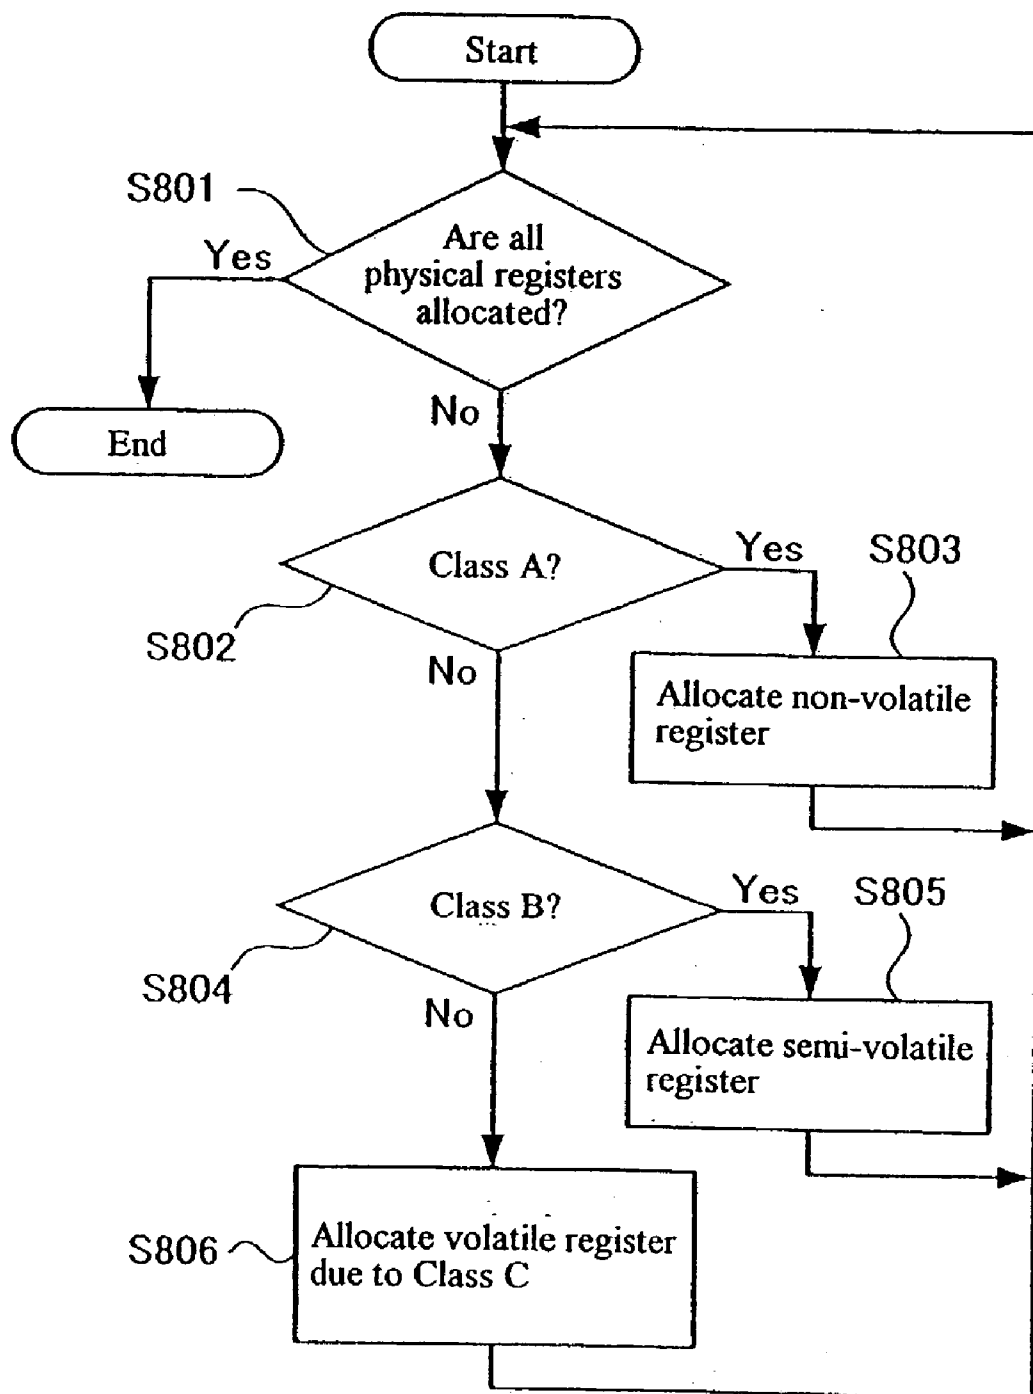 Start
S801
Are all
physical registers
allocated?
Yes
No
End
Class A?
Yes
S803
S802
No
Allocate non-volatile
register
Class B?
Yes
S805
S804
No
Allocate semi-volatile
register
S806
Allocate volatile register
due to Class C